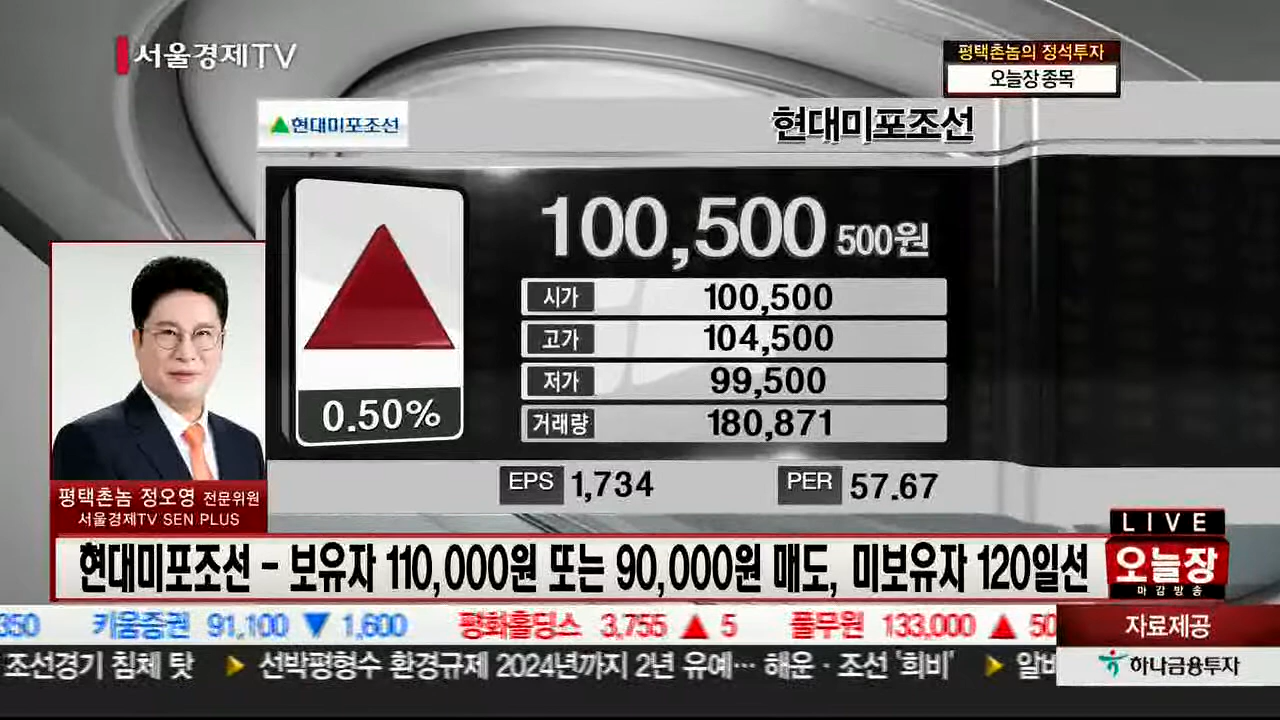 서울경제TV
평택촌놈의 정석투자
오늘장 종목
현대미포조선
현대미포조선
100,500 500원
0.50%
시가 100,500
고가 104,500
저가 99,500
거래량 180,871
EPS 1,734 PER 57.67
평택촌놈 정오영 전문위원
서울경제TV SEN PLUS
현대미포조선 - 보유자 110,000원 또는 90,000원 매도, 미보유자 120일선
LIVE
오늘장
마감방송
350 키움증권 91,100 ▼ 1,600 평화홀딩스 3,755 ▲ 5 풀무원 133,000 ▲ 50
자료제공
조선경기 침체 탓 ▶ 선박평형수 환경규제 2024년까지 2년 유예… 해운·조선 '희비' ▶
하나금융투자